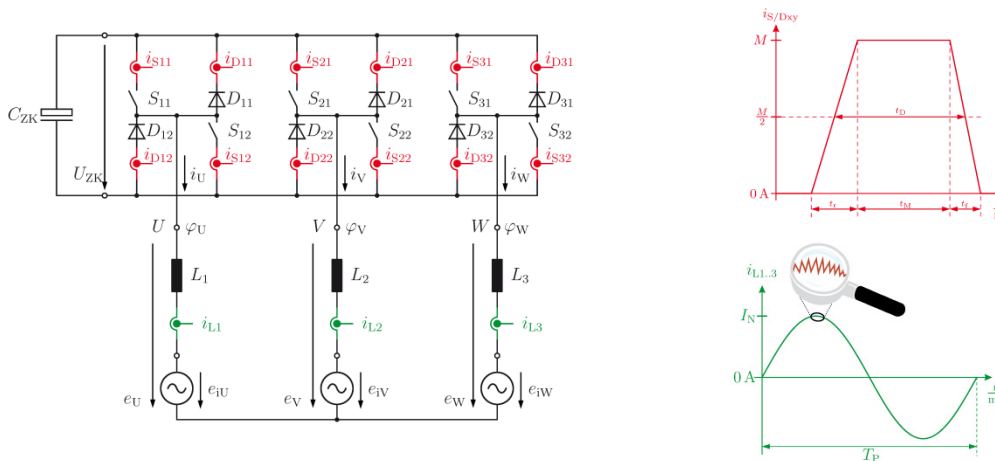 i_S11 i_D11 i_S21 i_D21 i_S31 i_D31
S_11 D_11 S_21 D_21 S_31 D_31
C_ZK
D_12 S_12 D_22 S_22 D_32 S_32
i_D12 i_S12 i_D22 i_S22 i_D32 i_S32
U_ZK i_U i_V i_W
U φ_U V φ_V W φ_W
L_1 L_2 L_3
i_L1 i_L2 i_L3
e_U e_iU e_V e_iV e_W e_iW
i_S/Dxy
M
M/2
t_D
0 A
t_r t_M t_f
i_L1..3
I_N
0 A
T_P